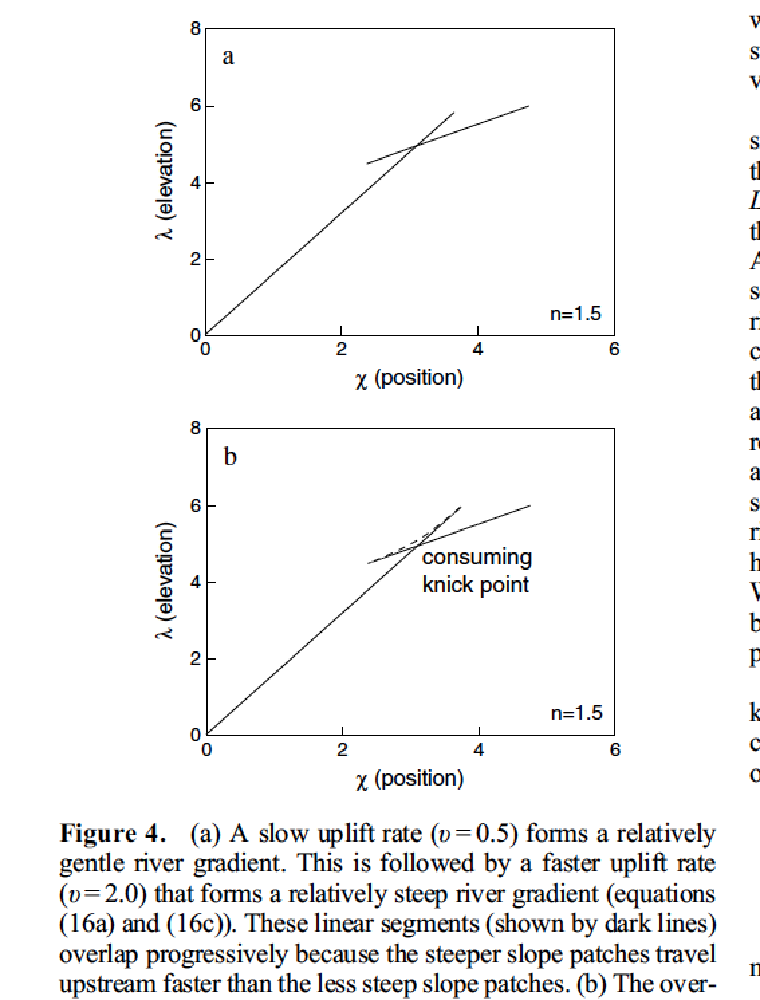 8
a
6
λ (elevation)
4
2
n=1.5
0
0 2 4 6
χ (position)
8
b
6
consuming
knick point
λ (elevation)
4
2
n=1.5
0
0 2 4 6
χ (position)
Figure 4. (a) A slow uplift rate (υ=0.5) forms a relatively
gentle river gradient. This is followed by a faster uplift rate
(υ=2.0) that forms a relatively steep river gradient (equations
(16a) and (16c)). These linear segments (shown by dark lines)
overlap progressively because the steeper slope patches travel
upstream faster than the less steep slope patches. (b) The over-